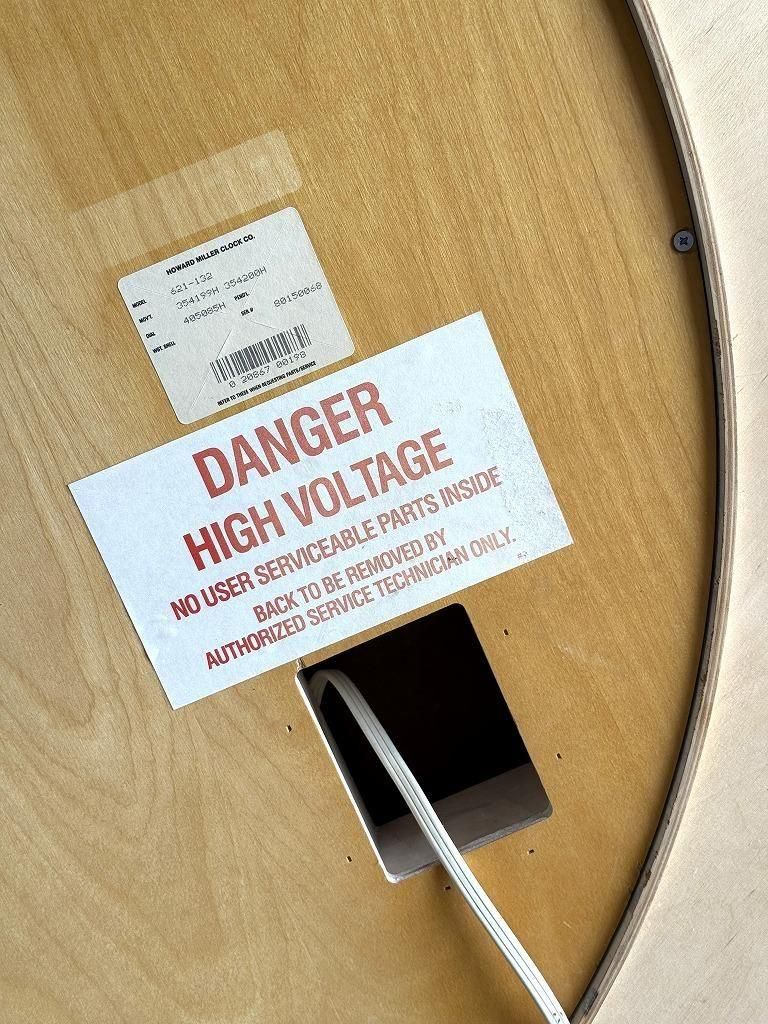 HOWARD MILLER CLOCK CO.
MODEL 621-132
MOV'T. 354199H 354200H
DIAL 405085H PEND'L.
WGT. SHELL SER # 80150068
0 20867 00198
REFER TO THESE WHEN REQUESTING PARTS/SERVICE
DANGER
HIGH VOLTAGE
NO USER SERVICEABLE PARTS INSIDE
BACK TO BE REMOVED BY
AUTHORIZED SERVICE TECHNICIAN ONLY.